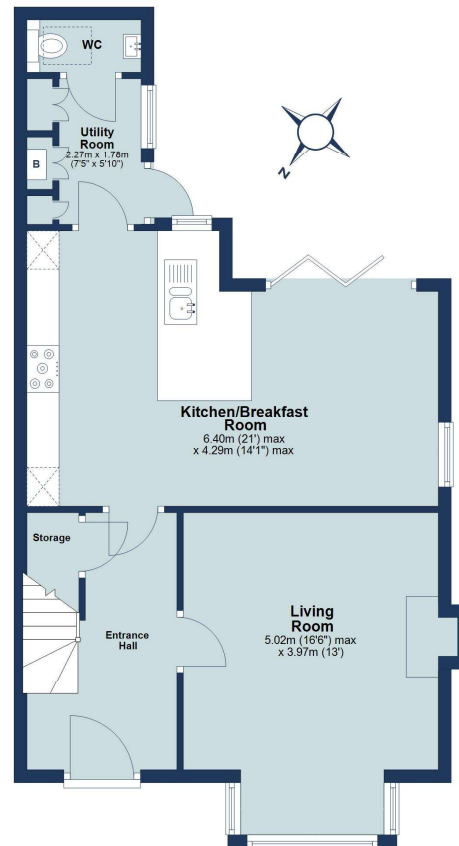 WC
Utility
Room
2.27m x 1.78m
(7'5" x 5'10")
B
N
Kitchen/Breakfast
Room
6.40m (21') max
x 4.29m (14'1") max
Storage
Entrance
Hall
Living
Room
5.02m (16'6") max
x 3.97m (13')